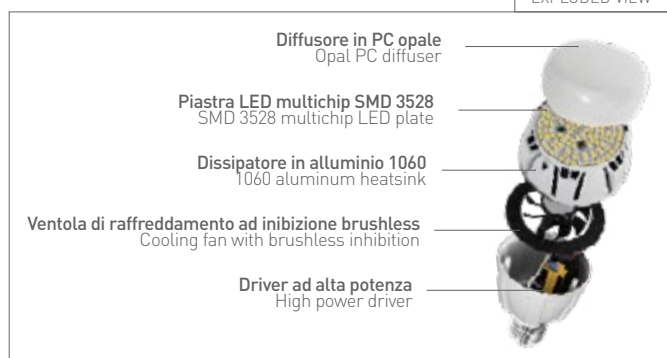 EXPLODED VIEW
Diffusore in PC opale
Opal PC diffuser
Piastra LED multichip SMD 3528
SMD 3528 multichip LED plate
Dissipatore in alluminio 1060
1060 aluminum heatsink
Ventola di raffreddamento ad inibizione brushless
Cooling fan with brushless inhibition
Driver ad alta potenza
High power driver